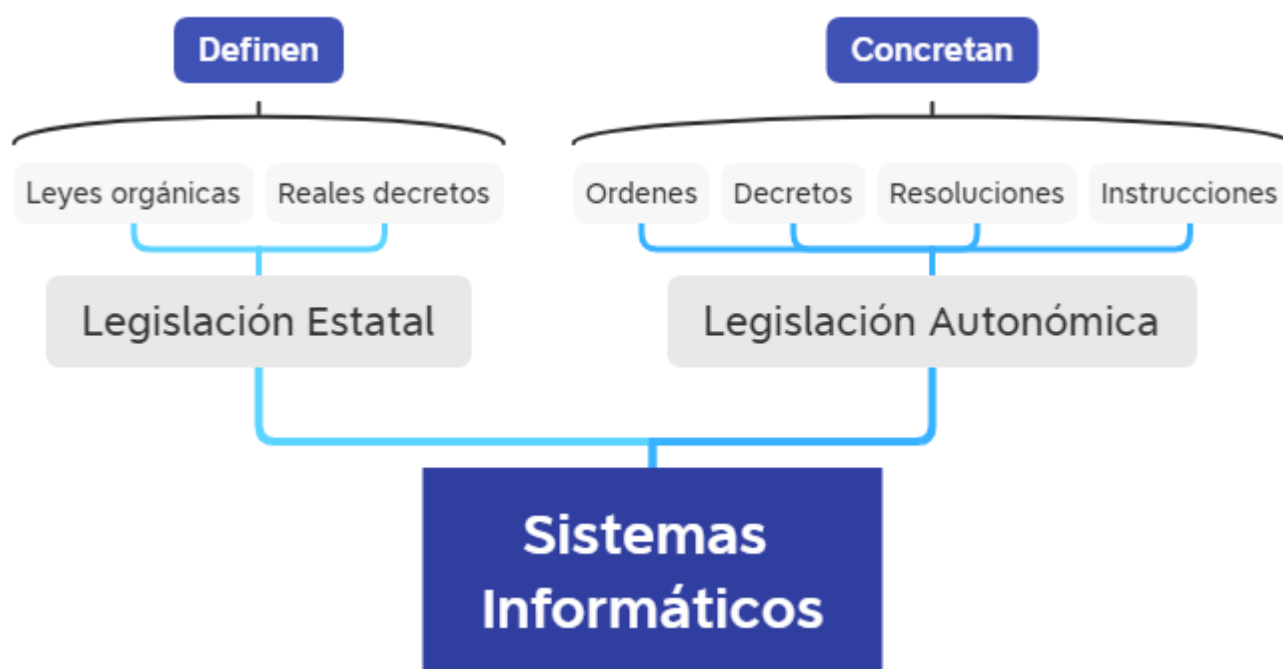 Definen
Concretan
Leyes orgánicas
Reales decretos
Ordenes
Decretos
Resoluciones
Instrucciones
Legislación Estatal
Legislación Autonómica
Sistemas
Informáticos